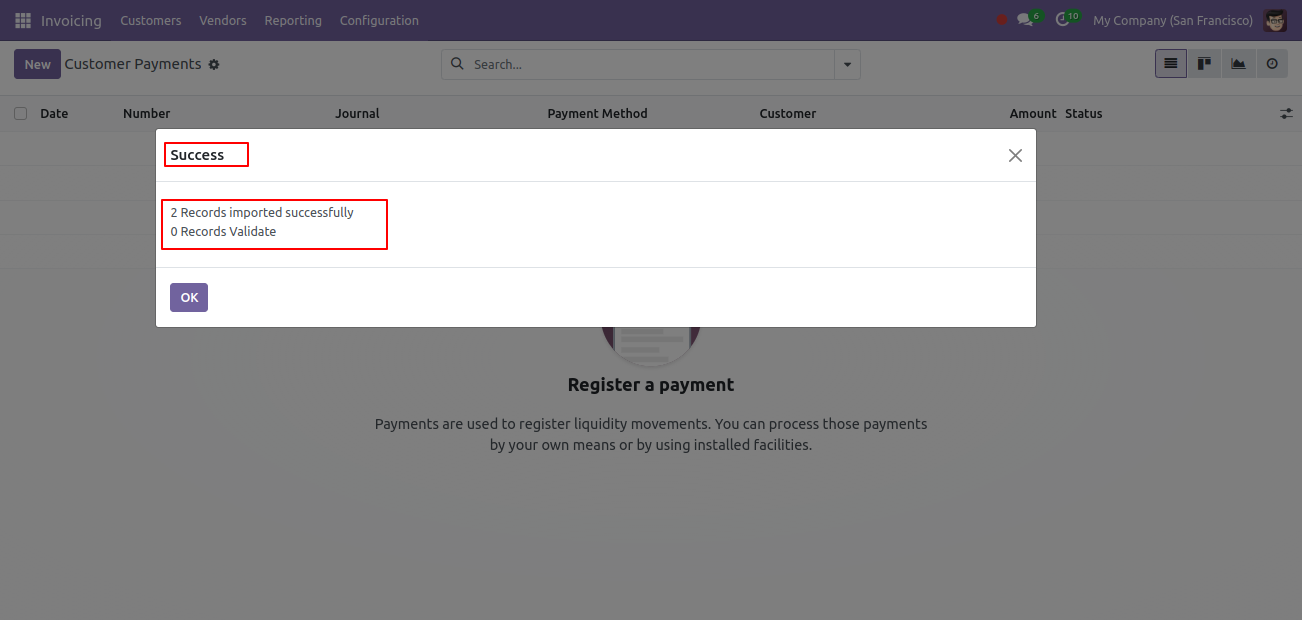 Invoicing Customers Vendors Reporting Configuration 6 10 My Company (San Francisco)
New Customer Payments Search...
Date Number Journal Payment Method Customer Amount Status
Success
2 Records imported successfully
0 Records Validate
OK
Register a payment
Payments are used to register liquidity movements. You can process those payments
by your own means or by using installed facilities.